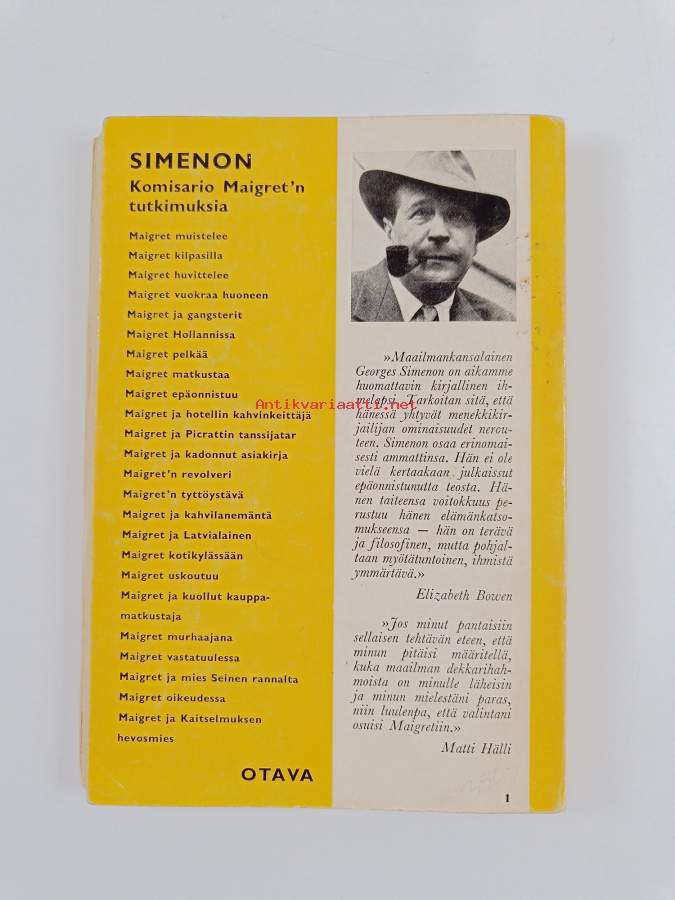 SIMENON
Komisario Maigret'n
tutkimuksia
Maigret muistelee
Maigret kilpasilla
Maigret huvittelee
Maigret vuokraa huoneen
Maigret ja gangsterit
Maigret Hollannissa
Maigret pelkää
Maigret matkustaa
Maigret epäonnistuu
Maigret ja hotellin kahvinkeittäjä
Maigret ja Picrattin tanssijatar
Maigret ja kadonnut asiakirja
Maigret'n revolveri
Maigret'n tyttöystävä
Maigret ja kahvilanemäntä
Maigret ja Latvialainen
Maigret kotikylässään
Maigret uskoutuu
Maigret ja kuollut kauppa-
matkustaja
Maigret murhaajana
Maigret vastatuulessa
Maigret ja mies Seinen rannalta
Maigret oikeudessa
Maigret ja Kaitselmuksen
hevosmies
OTAVA
»Maailmankansalainen
Georges Simenon on aikamme
huomattavin kirjallinen ih-
melapsi. Tarkoitan sitä, että
hänessä yhtyvät menekkikir-
jailijan ominaisuudet nerou-
teen. Simenon osaa erinomai-
sesti ammattinsa. Hän ei ole
vielä kertaakaan julkaissut
epäonnistunutta teosta. Hä-
nen taiteensa voitokkuus pe-
rustuu hänen elämänkatso-
mukseensa — hän on terävä
ja filosofinen, mutta pohjal-
taan myötätuntoinen, ihmistä
ymmärtävä.»
Elizabeth Bowen
»Jos minut pantaisiin
sellaisen tehtävän eteen, että
minun pitäisi määritellä,
kuka maailman dekkarihah-
moista on minulle läheisin
ja minun mielestäni paras,
niin luulenpa, että valintani
osuisi Maigretiin.»
Matti Hälli
1
Antikvariaatti.net